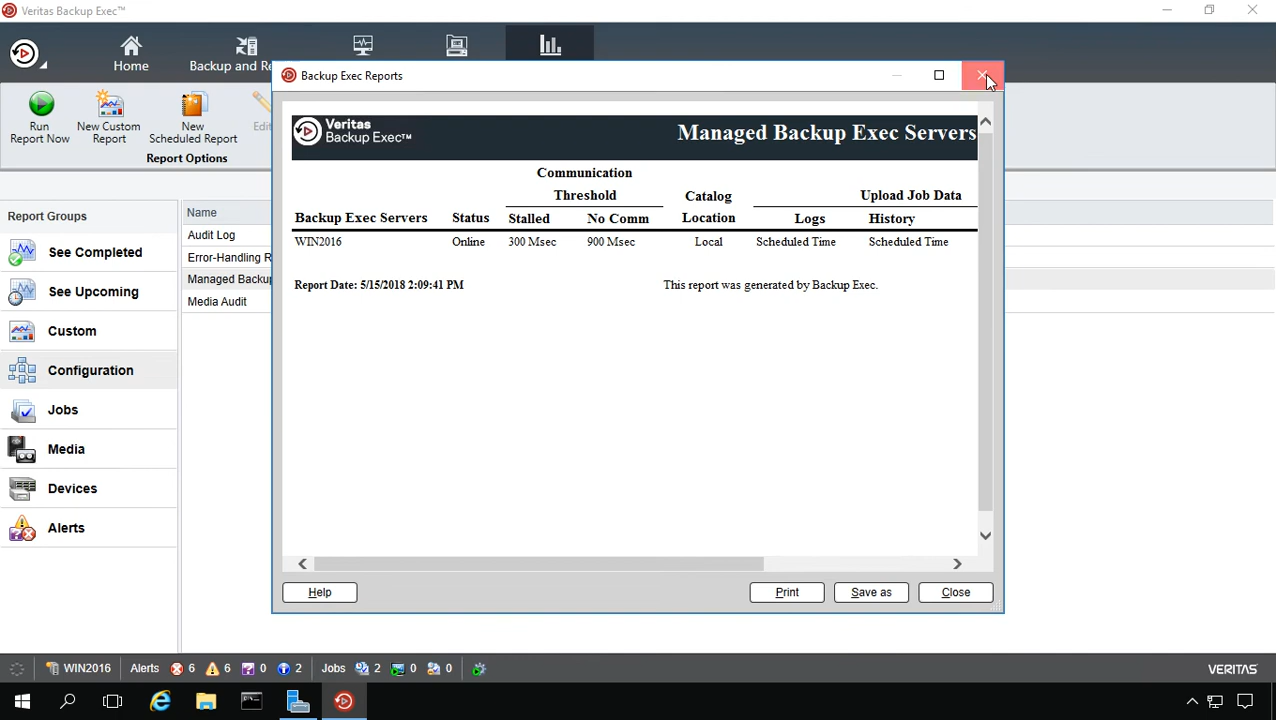 Veritas Backup Exec™
Home
Backup and Re
Backup Exec Reports
Run Report Now
New Custom Report
New Scheduled Report
Edi
Report Options
Report Groups
See Completed
See Upcoming
Custom
Configuration
Jobs
Media
Devices
Alerts
Name
Audit Log
Error-Handling R
Managed Backup
Media Audit
Veritas
Backup Exec™
Managed Backup Exec Servers
Communication
Threshold Catalog Upload Job Data
Backup Exec Servers Status Stalled No Comm Location Logs History
WIN2016 Online 300 Msec 900 Msec Local Scheduled Time Scheduled Time
Report Date: 5/15/2018 2:09:41 PM This report was generated by Backup Exec.
Help Print Save as Close
WIN2016 Alerts 6 6 0 2 Jobs 2 0 0 VERITAS